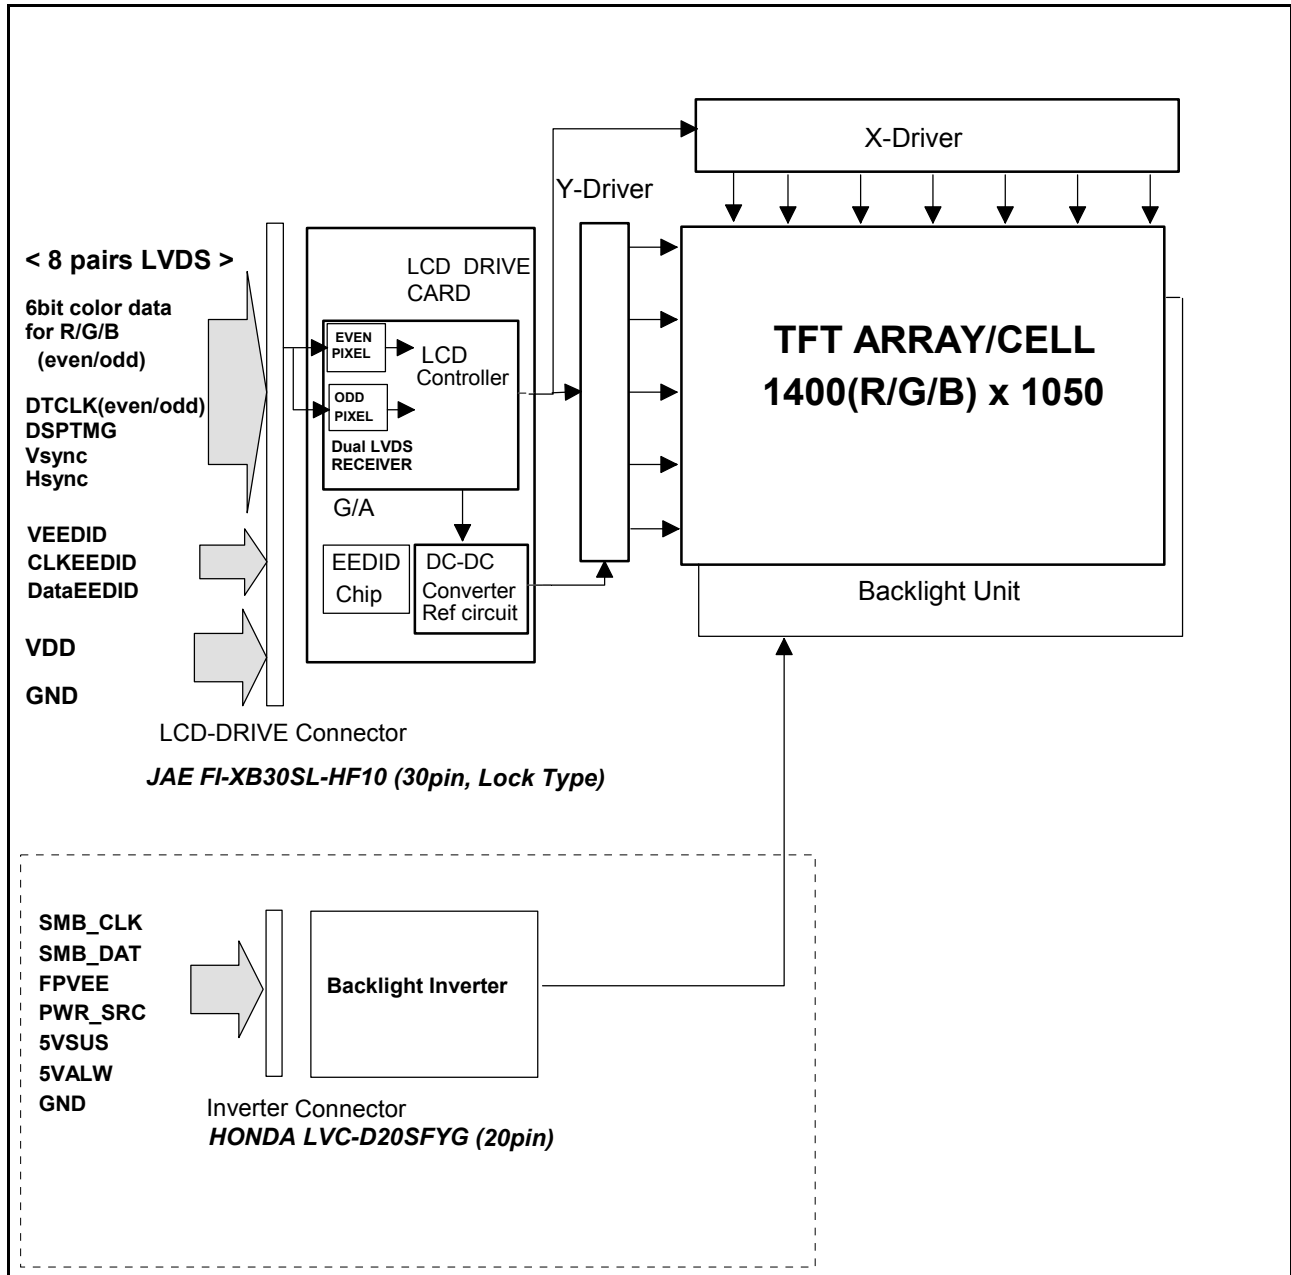 X-Driver
Y-Driver
< 8 pairs LVDS >
6bit color data
for R/G/B
(even/odd)
DTCLK(even/odd)
DSPTMG
Vsync
Hsync
VEEDID
CLKEEDID
DataEEDID
VDD
GND
LCD DRIVE
CARD
EVEN
PIXEL
LCD
Controller
ODD
PIXEL
Dual LVDS
RECEIVER
G/A
EEDID
Chip
DC-DC
Converter
Ref circuit
TFT ARRAY/CELL
1400(R/G/B) x 1050
Backlight Unit
LCD-DRIVE Connector
JAE FI-XB30SL-HF10 (30pin, Lock Type)
SMB_CLK
SMB_DAT
FPVEE
PWR_SRC
5VSUS
5VALW
GND
Backlight Inverter
Inverter Connector
HONDA LVC-D20SFYG (20pin)